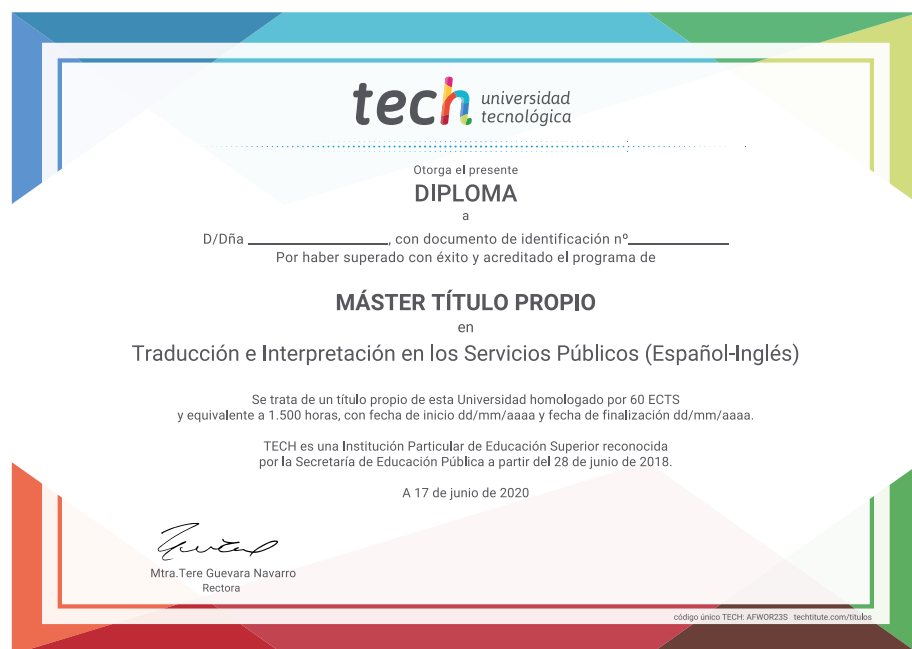 tech universidad
tecnológica
Otorga el presente
DIPLOMA
a
D/Dña ____________________, con documento de identificación nº______________
Por haber superado con éxito y acreditado el programa de
MÁSTER TÍTULO PROPIO
en
Traducción e Interpretación en los Servicios Públicos (Español-Inglés)
Se trata de un título propio de esta Universidad homologado por 60 ECTS
y equivalente a 1.500 horas, con fecha de inicio dd/mm/aaaa y fecha de finalización dd/mm/aaaa.
TECH es una Institución Particular de Educación Superior reconocida
por la Secretaría de Educación Pública a partir del 28 de junio de 2018.
A 17 de junio de 2020
Mtra.Tere Guevara Navarro
Rectora
código único TECH: AFWOR23S techtitute.com/titulos